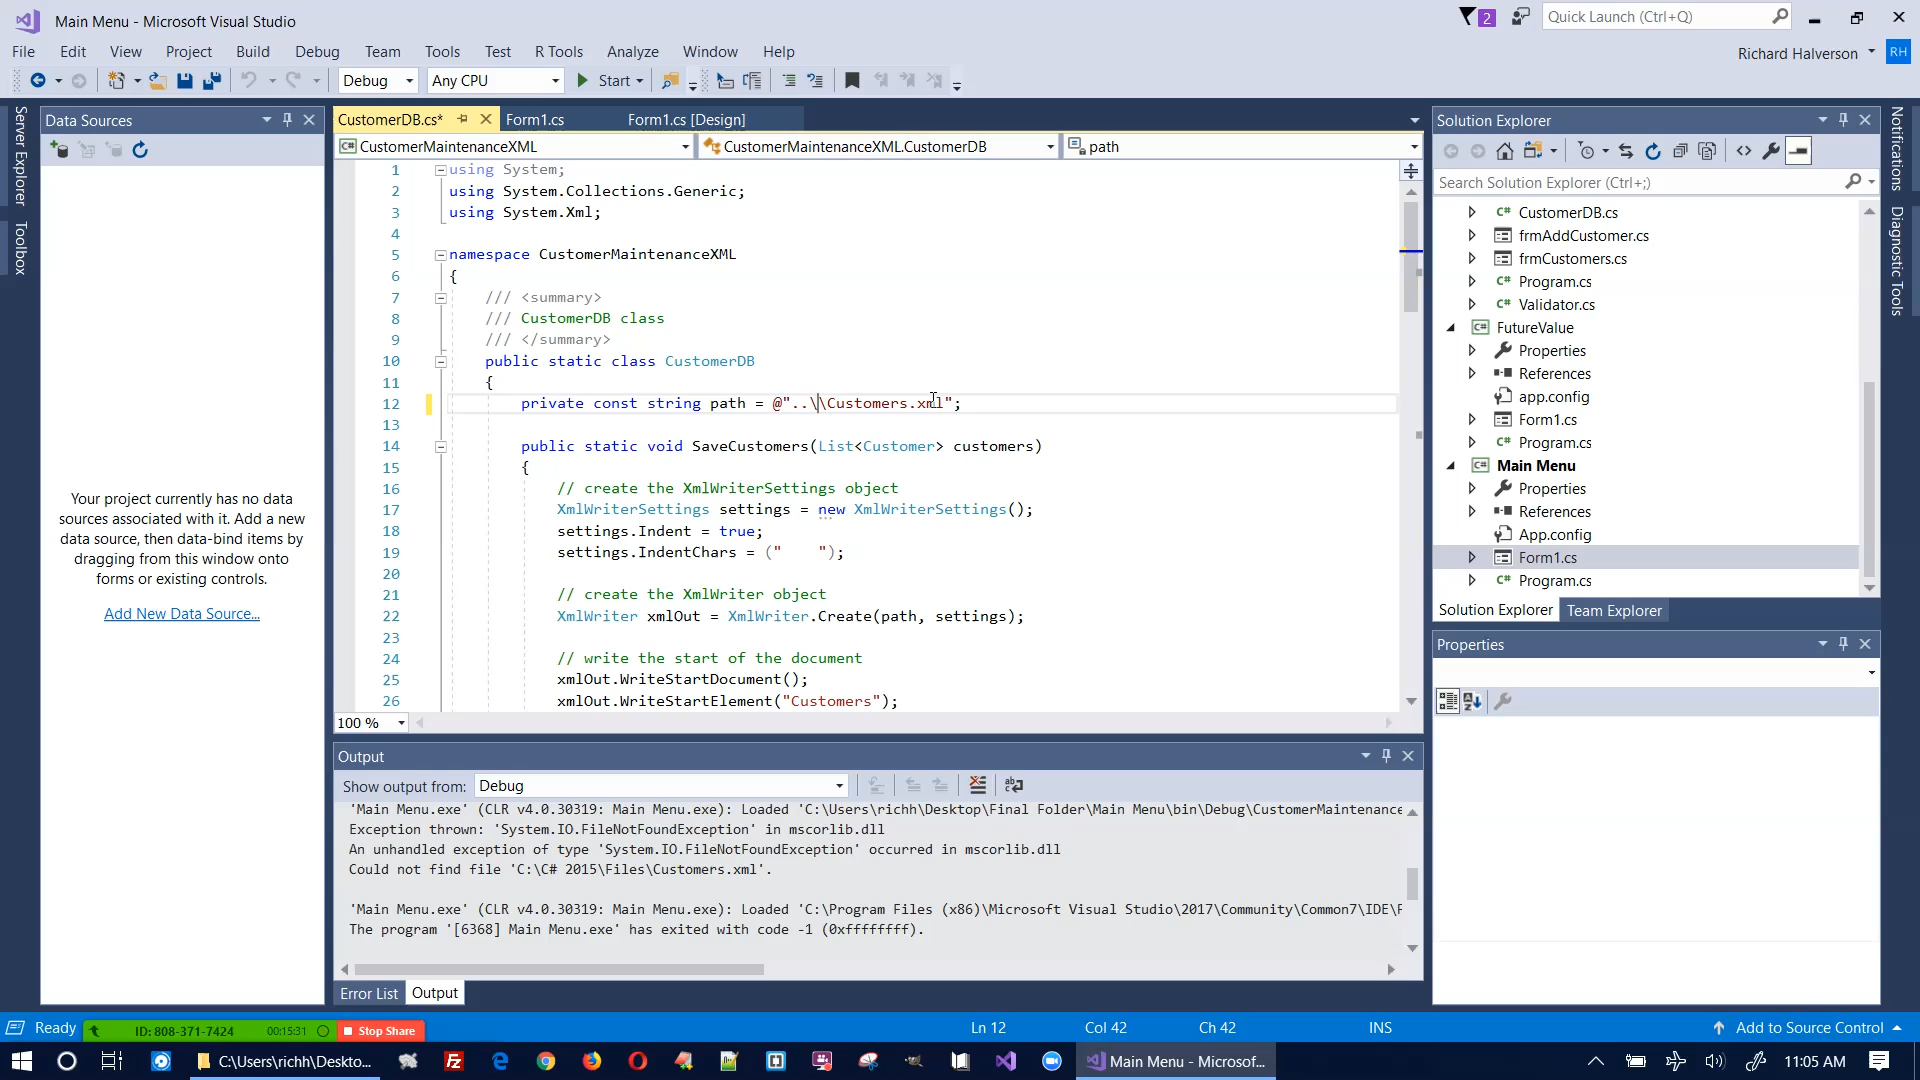 Main Menu - Microsoft Visual Studio
2
Quick Launch (Ctrl+Q)
File Edit View Project Build Debug Team Tools Test R Tools Analyze Window Help
Richard Halverson RH
Debug Any CPU Start
Server Explorer
Toolbox
Data Sources
Your project currently has no data
sources associated with it. Add a new
data source, then data-bind items by
dragging from this window onto
forms or existing controls.
Add New Data Source...
CustomerDB.cs* Form1.cs Form1.cs [Design]
CustomerMaintenanceXML CustomerMaintenanceXML.CustomerDB path
1 using System;
2 using System.Collections.Generic;
3 using System.Xml;
4
5 namespace CustomerMaintenanceXML
6 {
7 /// <summary>
8 /// CustomerDB class
9 /// </summary>
10 public static class CustomerDB
11 {
12 private const string path = @"..\\Customers.xml";
13
14 public static void SaveCustomers(List<Customer> customers)
15 {
16 // create the XmlWriterSettings object
17 XmlWriterSettings settings = new XmlWriterSettings();
18 settings.Indent = true;
19 settings.IndentChars = ("    ");
20
21 // create the XmlWriter object
22 XmlWriter xmlOut = XmlWriter.Create(path, settings);
23
24 // write the start of the document
25 xmlOut.WriteStartDocument();
26 xmlOut.WriteStartElement("Customers");
100 %
Output
Show output from: Debug
'Main Menu.exe' (CLR v4.0.30319: Main Menu.exe): Loaded 'C:\Users\richh\Desktop\Final Folder\Main Menu\bin\Debug\CustomerMaintenance
Exception thrown: 'System.IO.FileNotFoundException' in mscorlib.dll
An unhandled exception of type 'System.IO.FileNotFoundException' occurred in mscorlib.dll
Could not find file 'C:\C# 2015\Files\Customers.xml'.
'Main Menu.exe' (CLR v4.0.30319: Main Menu.exe): Loaded 'C:\Program Files (x86)\Microsoft Visual Studio\2017\Community\Common7\IDE\P
The program '[6368] Main Menu.exe' has exited with code -1 (0xffffffff).
Error List Output
Solution Explorer
Search Solution Explorer (Ctrl+;)
C# CustomerDB.cs
frmAddCustomer.cs
frmCustomers.cs
C# Program.cs
C# Validator.cs
C# FutureValue
Properties
References
app.config
Form1.cs
C# Program.cs
C# Main Menu
Properties
References
App.config
Form1.cs
C# Program.cs
Solution Explorer Team Explorer
Properties
Notifications
Diagnostic Tools
Ready ID: 808-371-7424 00:15:31 Stop Share Ln 12 Col 42 Ch 42 INS Add to Source Control
C:\Users\richh\Deskto... Main Menu - Microsof... 11:05 AM